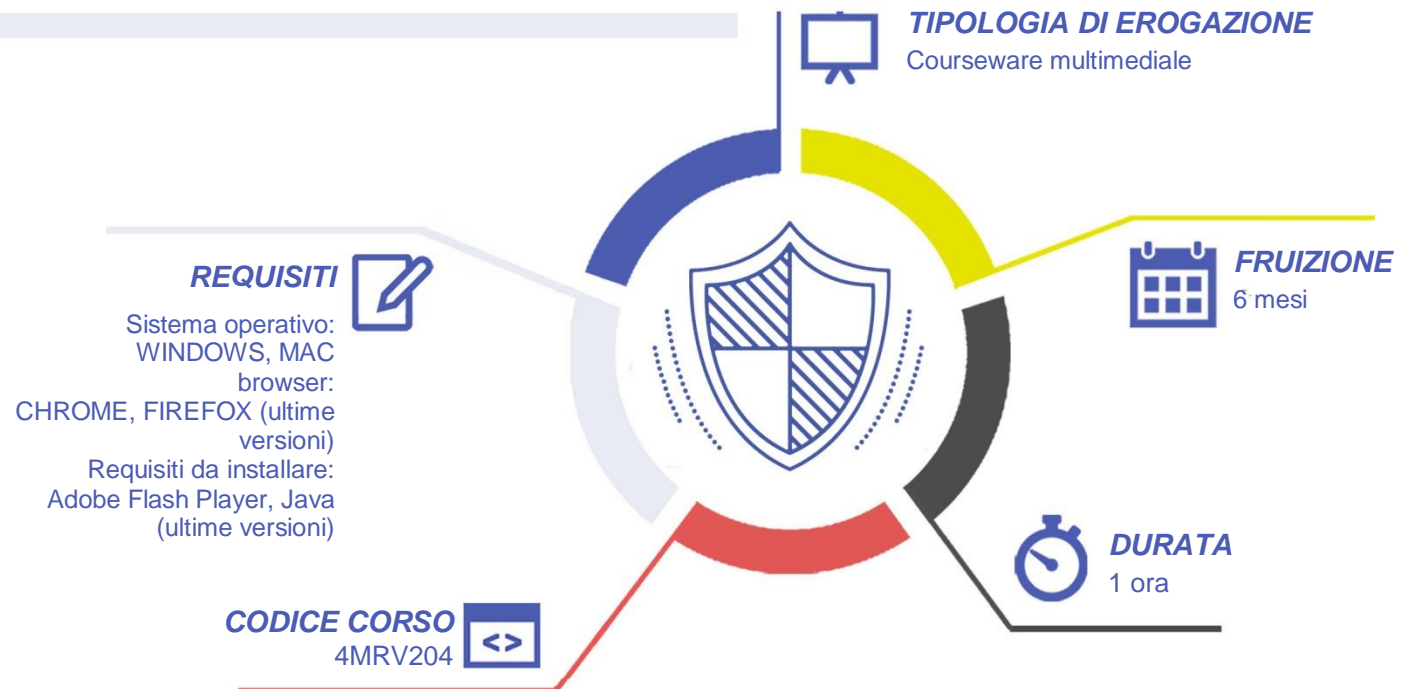 TIPOLOGIA DI EROGAZIONE
Courseware multimediale
REQUISITI
Sistema operativo:
WINDOWS, MAC
browser:
CHROME, FIREFOX (ultime
versioni)
Requisiti da installare:
Adobe Flash Player, Java
(ultime versioni)
FRUIZIONE
6 mesi
DURATA
1 ora
CODICE CORSO
4MRV204
<>